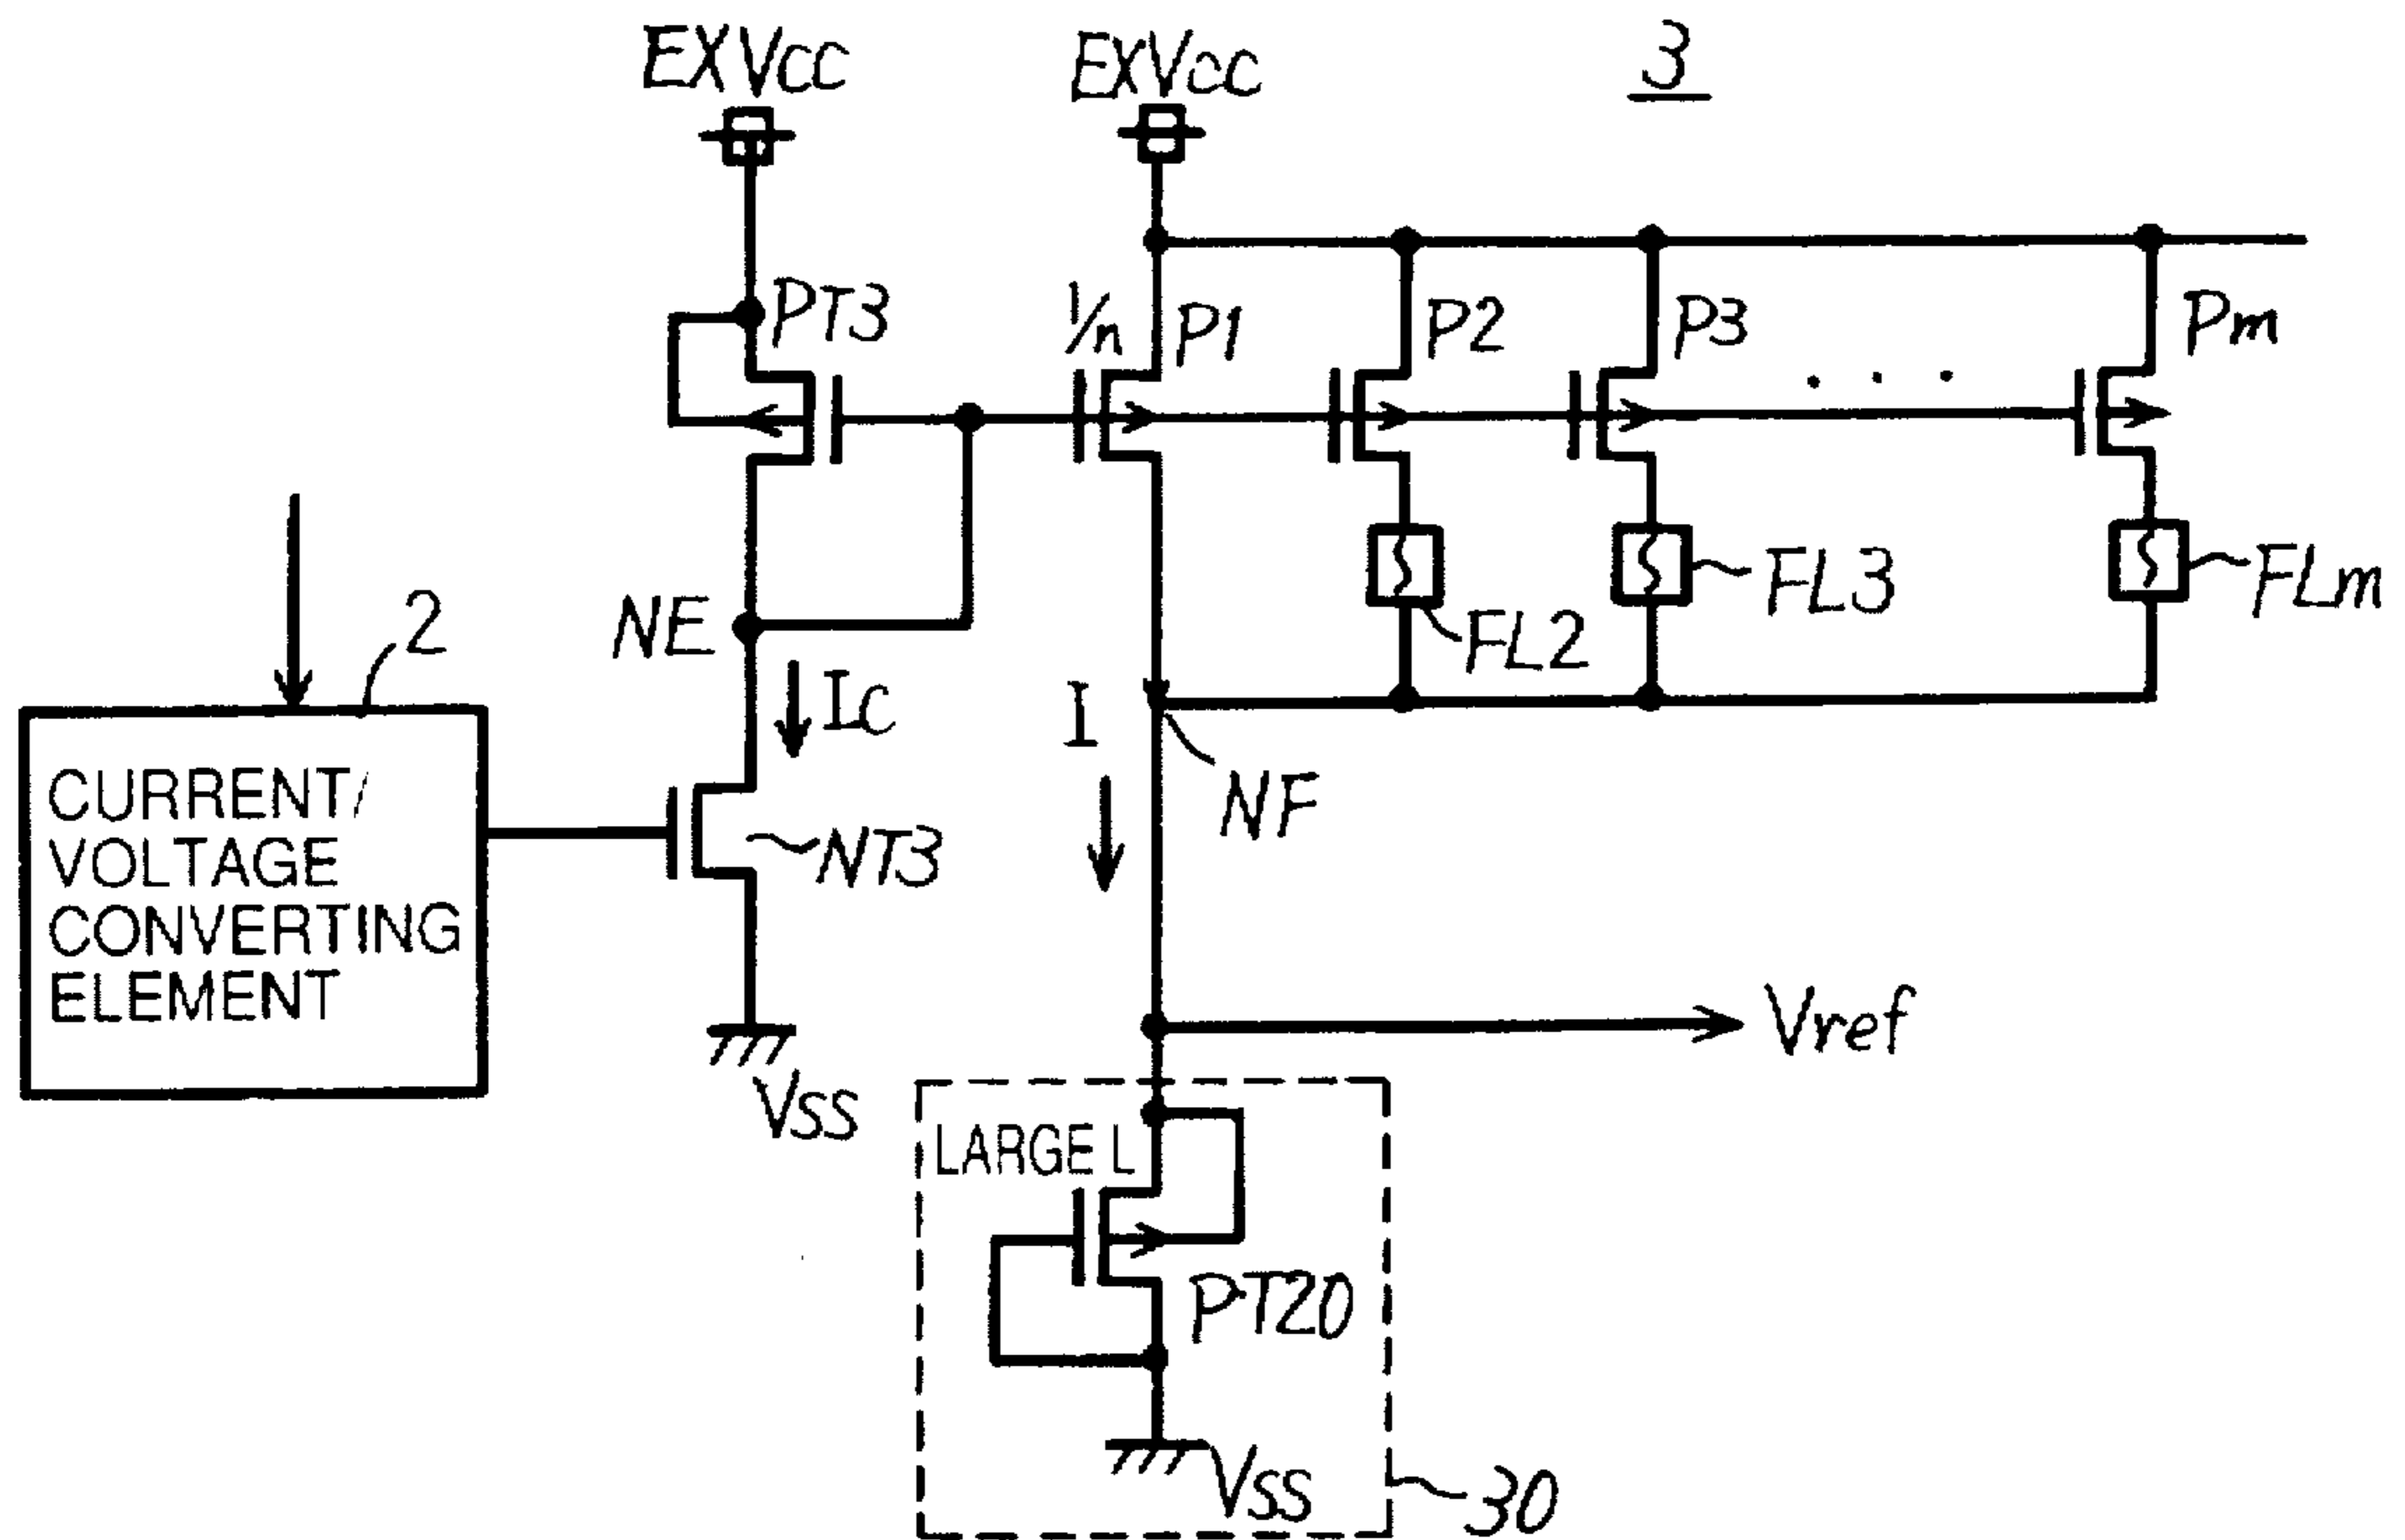 EXVcc
EXVcc
3
PT3
1/n
P1
P2
P3
Pm
. . .
2
NE
Ic
I
NF
FL2
FL3
FLm
CURRENT/
VOLTAGE
CONVERTING
ELEMENT
NT3
Vss
Vref
LARGE L
PT20
Vss
30